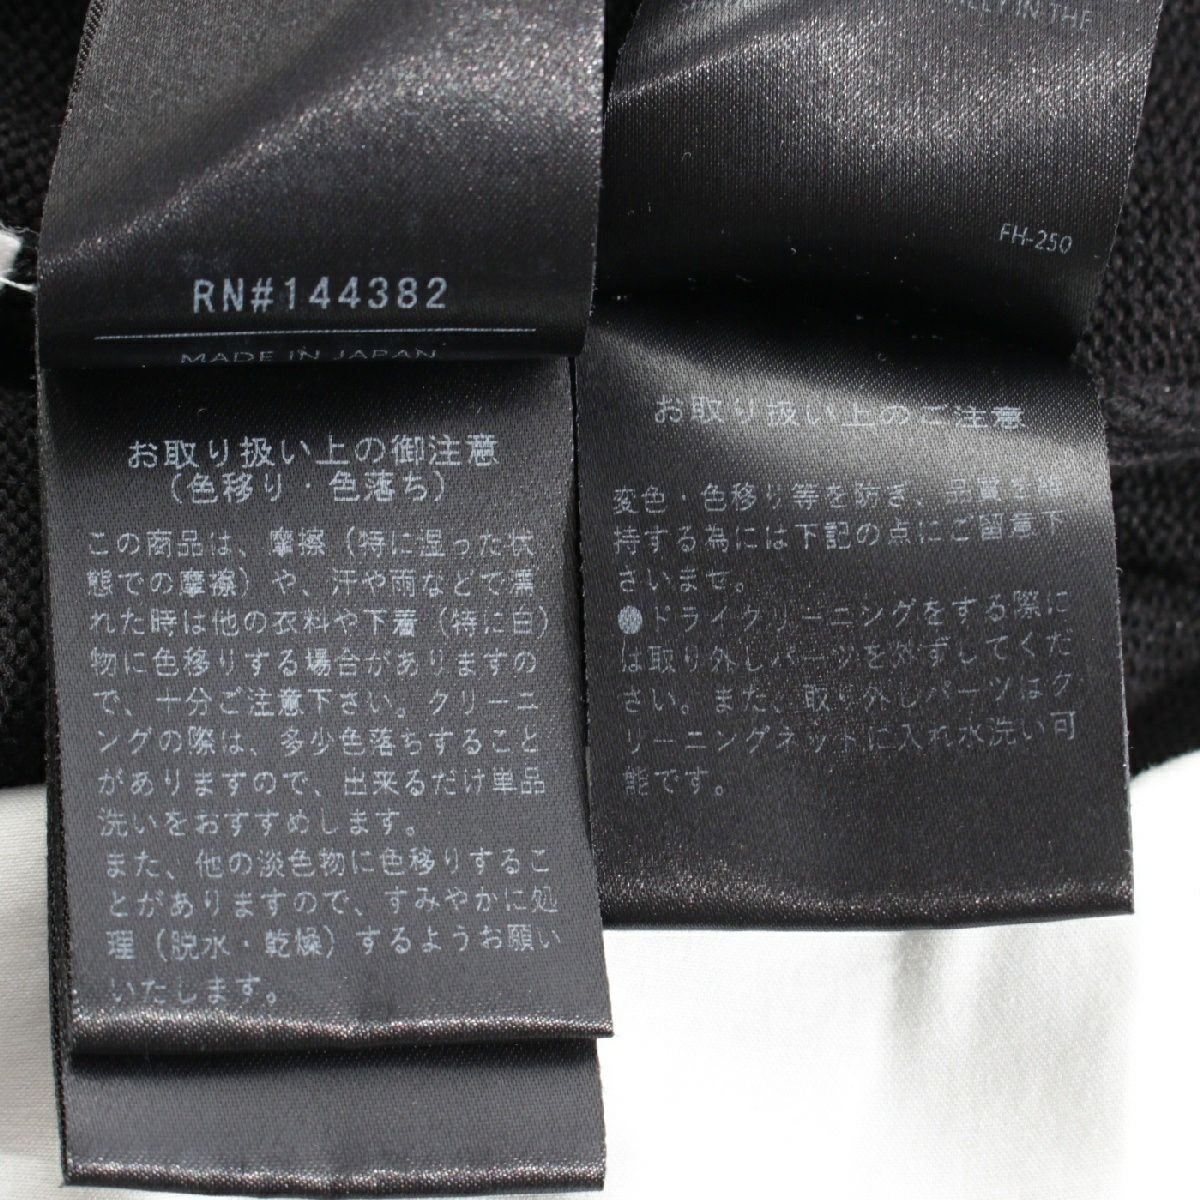 RN#144382
MADE IN JAPAN
お取り扱い上の御注意
(色移り・色落ち)
この商品は、摩擦(特に湿った状
態での摩擦)や、汗や雨などで濡
れた時は他の衣料や下着(特に白)
物に色移りする場合がありますの
で、十分ご注意下さい。クリーニ
ングの際は、多少色落ちすること
がありますので、出来るだけ単品
洗いをおすすめします。
また、他の淡色物に色移りするこ
とがありますので、すみやかに処
理(脱水・乾燥)するようお願い
いたします。
IN THE
FH-250
お取り扱い上のご注意
変色・色移り等を防ぎ、品質を維
持する為には下記の点にご留意下
さいませ。
●ドライクリーニングをする際に
は取り外しパーツを必ずしてくだ
さい。また、取り外しパーツはク
リーニングネットに入れ水洗い可
能です。